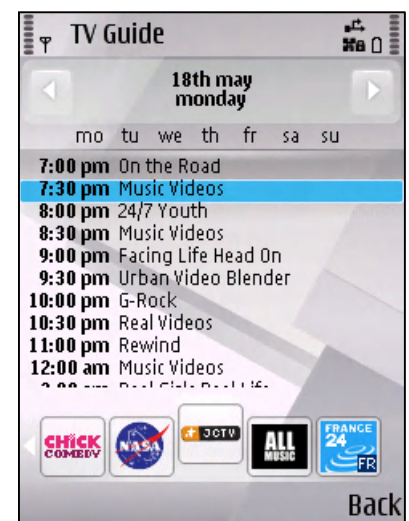 TV Guide
18th may
monday
mo tu we th fr sa su
7:00 pm On the Road
7:30 pm Music Videos
8:00 pm 24/7 Youth
8:30 pm Music Videos
9:00 pm Facing Life Head On
9:30 pm Urban Video Blender
10:00 pm G-Rock
10:30 pm Real Videos
11:00 pm Rewind
12:00 am Music Videos
CHICK COMEDY
NASA
JCTV
ALL MUSIC
FRANCE 24 FR
Back